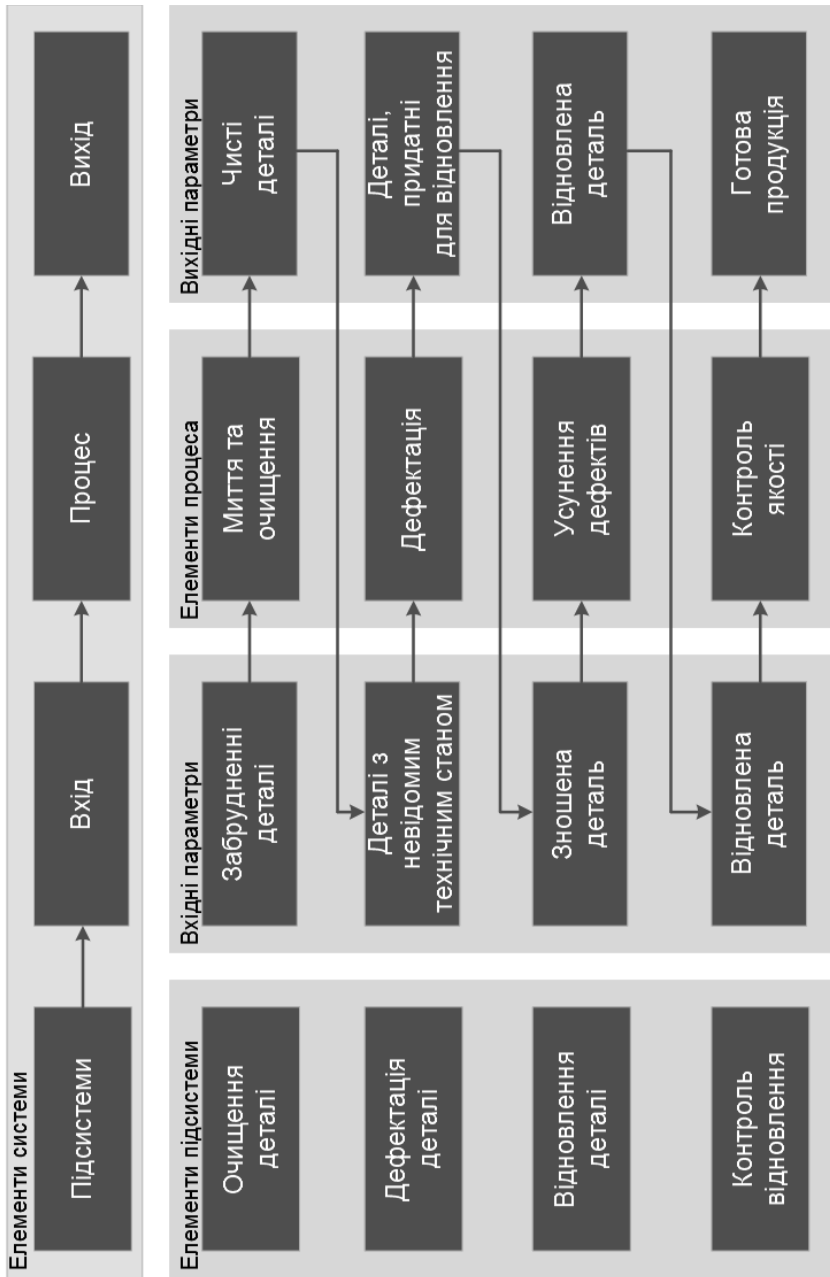 Елементи системи
Підсистеми
Вхід
Процес
Вихід
Елементи підсистеми
Очищення
деталі
Дефектація
деталі
Відновлення
деталі
Контроль
відновлення
Вхідні параметри
Забрудненні
деталі
Деталі з
невідомим
технічним станом
Зношена
деталь
Відновлена
деталь
Елементи процеса
Миття та
очищення
Дефектація
Усунення
дефектів
Контроль
якості
Вихідні параметри
Чисті
деталі
Деталі,
придатні
для відновлення
Відновлена
деталь
Готова
продукція